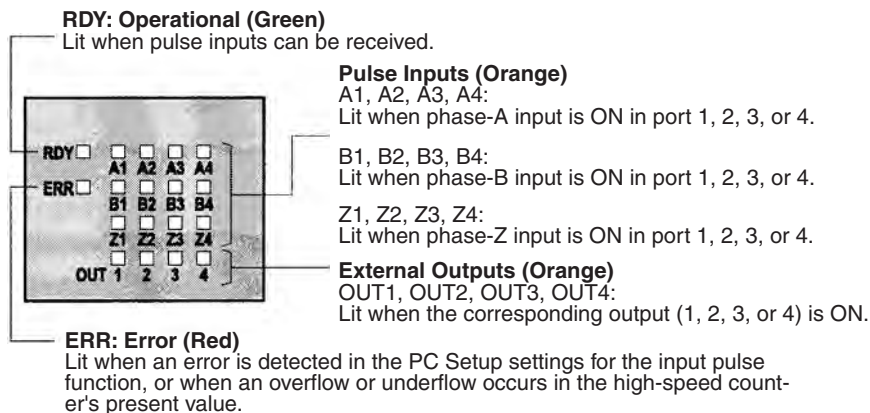 RDY: Operational (Green)
Lit when pulse inputs can be received.
Pulse Inputs (Orange)
A1, A2, A3, A4:
Lit when phase-A input is ON in port 1, 2, 3, or 4.
B1, B2, B3, B4:
Lit when phase-B input is ON in port 1, 2, 3, or 4.
Z1, Z2, Z3, Z4:
Lit when phase-Z input is ON in port 1, 2, 3, or 4.
External Outputs (Orange)
OUT1, OUT2, OUT3, OUT4:
Lit when the corresponding output (1, 2, 3, or 4) is ON.
RDY
A1 A2 A3 A4
ERR
B1 B2 B3 B4
Z1 Z2 Z3 Z4
OUT 1 2 3 4
ERR: Error (Red)
Lit when an error is detected in the PC Setup settings for the input pulse
function, or when an overflow or underflow occurs in the high-speed count-
er's present value.